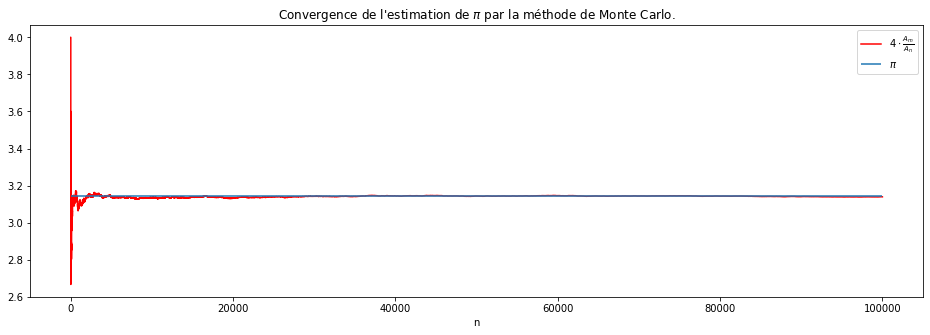 Convergence de l'estimation de π par la méthode de Monte Carlo.
4 · A_m/A_n
π
4.0
3.8
3.6
3.4
3.2
3.0
2.8
2.6
0 20000 40000 60000 80000 100000
n